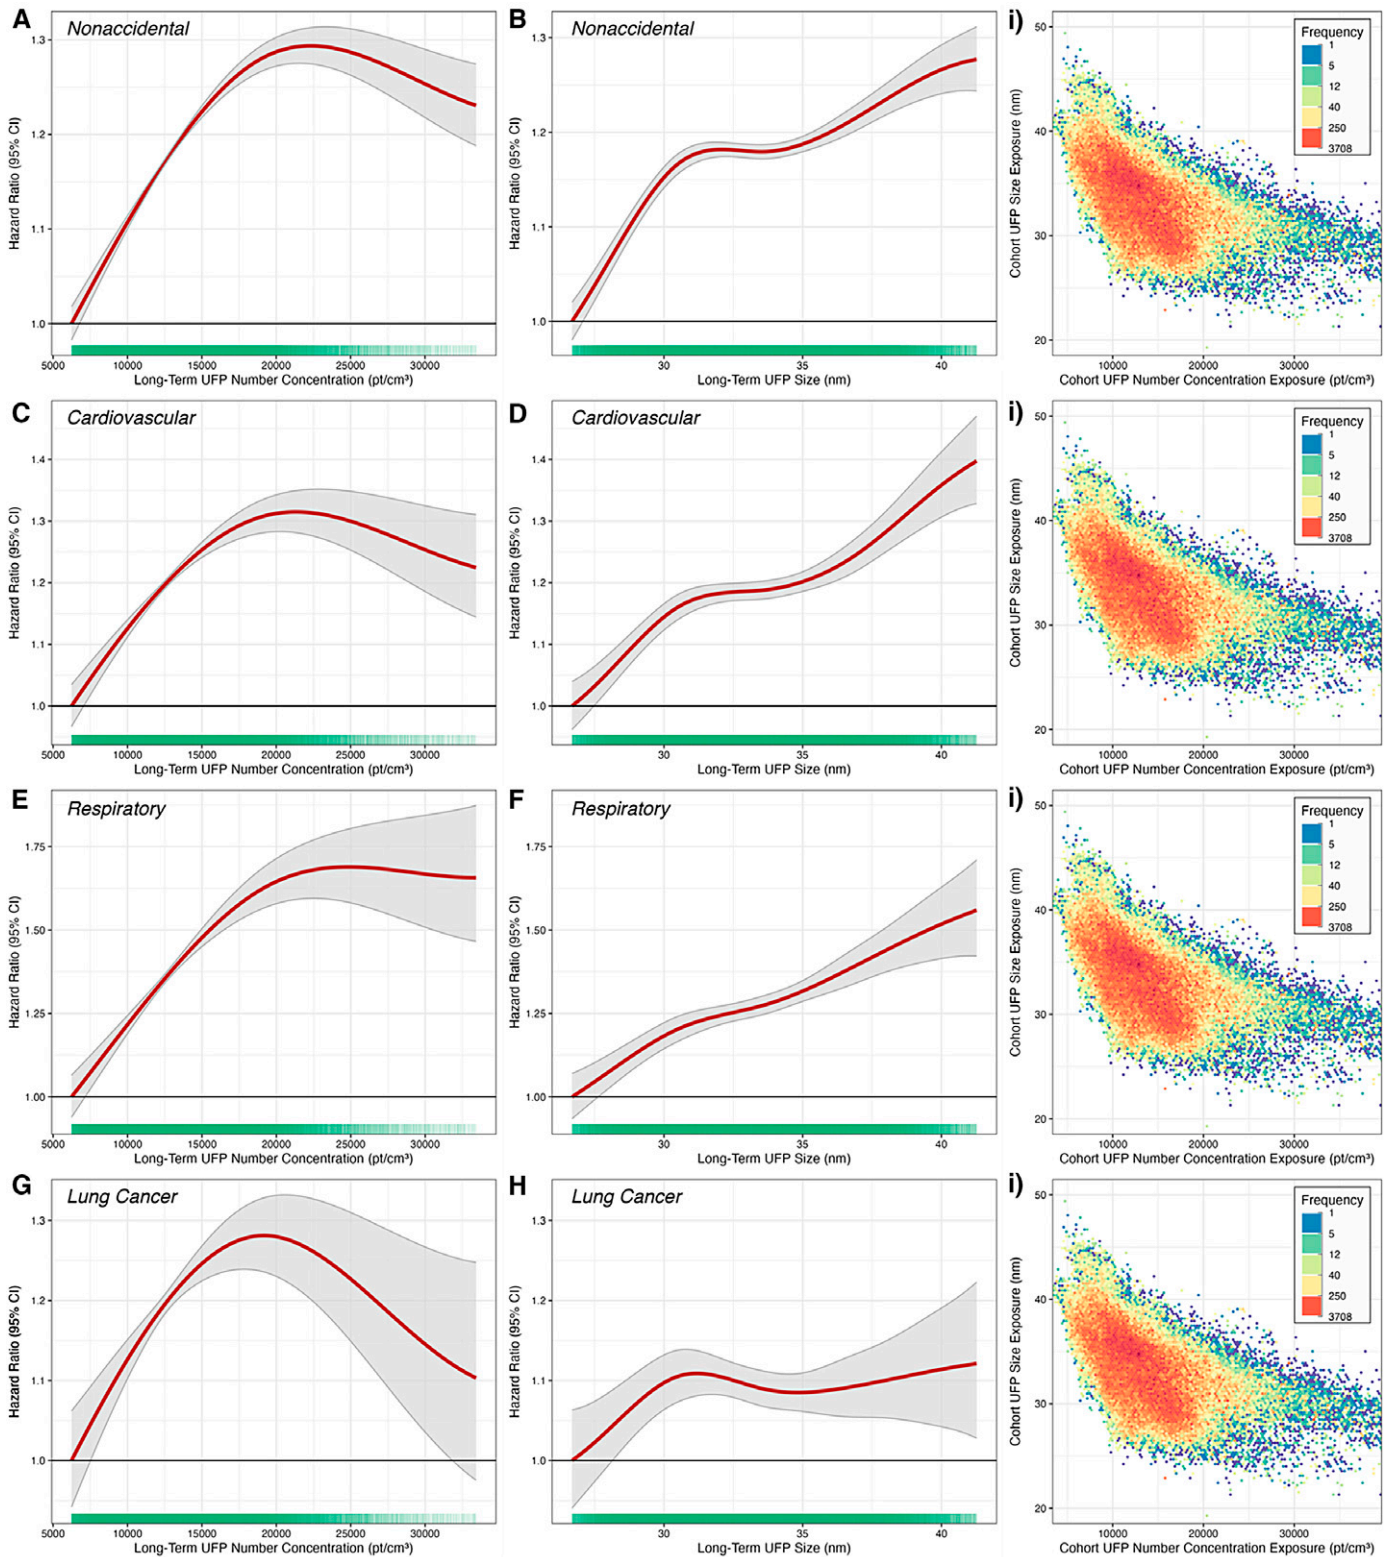 A
Nonaccidental
Hazard Ratio (95% CI)
1.3
1.2
1.1
1.0
5000 10000 15000 20000 25000 30000
Long-Term UFP Number Concentration (pt/cm³)
B
Nonaccidental
Hazard Ratio (95% CI)
1.3
1.2
1.1
1.0
30 35 40
Long-Term UFP Size (nm)
i)
Cohort UFP Size Exposure (nm)
50
40
30
20
Frequency
1
5
12
40
250
3708
10000 20000 30000
Cohort UFP Number Concentration Exposure (pt/cm³)
C
Cardiovascular
Hazard Ratio (95% CI)
1.4
1.3
1.2
1.1
1.0
5000 10000 15000 20000 25000 30000
Long-Term UFP Number Concentration (pt/cm³)
D
Cardiovascular
Hazard Ratio (95% CI)
1.4
1.3
1.2
1.1
1.0
30 35 40
Long-Term UFP Size (nm)
i)
Cohort UFP Size Exposure (nm)
50
40
30
20
Frequency
1
5
12
40
250
3708
10000 20000 30000
Cohort UFP Number Concentration Exposure (pt/cm³)
E
Respiratory
Hazard Ratio (95% CI)
1.75
1.50
1.25
1.00
5000 10000 15000 20000 25000 30000
Long-Term UFP Number Concentration (pt/cm³)
F
Respiratory
Hazard Ratio (95% CI)
1.75
1.50
1.25
1.00
30 35 40
Long-Term UFP Size (nm)
i)
Cohort UFP Size Exposure (nm)
50
40
30
20
Frequency
1
5
12
40
250
3708
10000 20000 30000
Cohort UFP Number Concentration Exposure (pt/cm³)
G
Lung Cancer
Hazard Ratio (95% CI)
1.3
1.2
1.1
1.0
5000 10000 15000 20000 25000 30000
Long-Term UFP Number Concentration (pt/cm³)
H
Lung Cancer
Hazard Ratio (95% CI)
1.3
1.2
1.1
1.0
30 35 40
Long-Term UFP Size (nm)
i)
Cohort UFP Size Exposure (nm)
50
40
30
20
Frequency
1
5
12
40
250
3708
10000 20000 30000
Cohort UFP Number Concentration Exposure (pt/cm³)